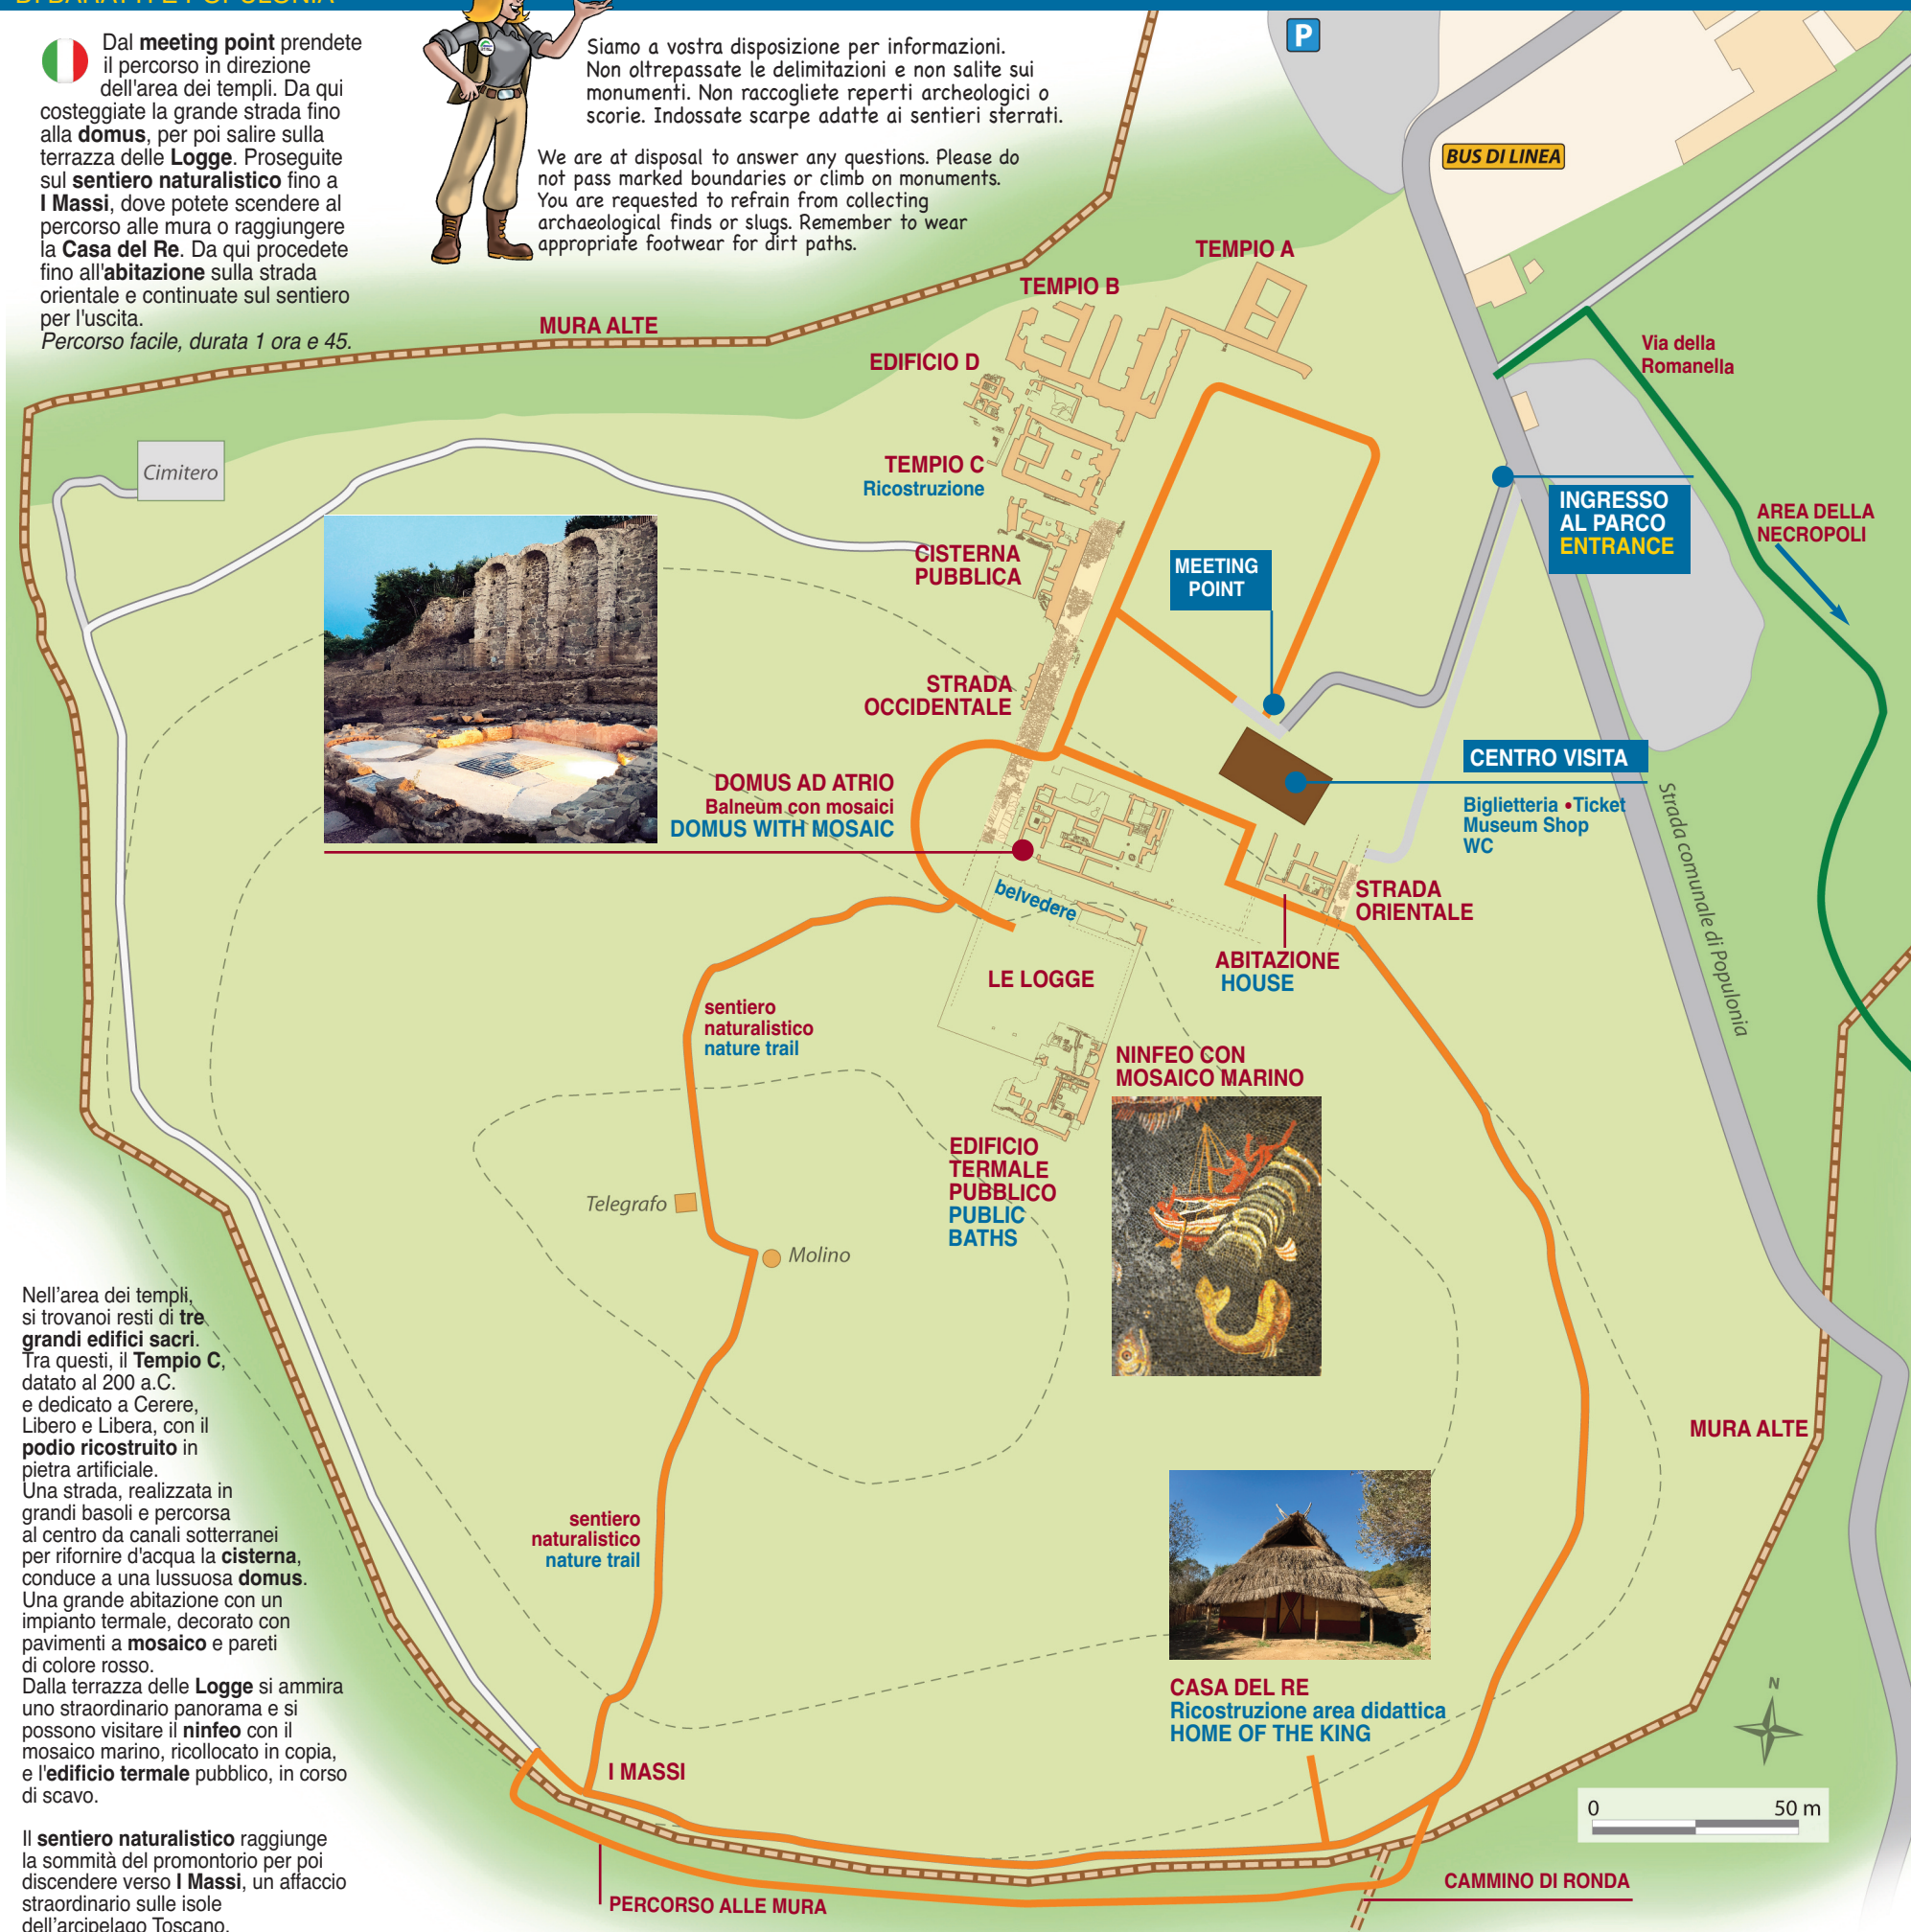 DI BARATTI E POPULONIA
Dal meeting point prendete
il percorso in direzione
dell'area dei templi. Da qui
costeggiate la grande strada fino
alla domus, per poi salire sulla
terrazza delle Logge. Proseguite
sul sentiero naturalistico fino a
I Massi, dove potete scendere al
percorso alle mura o raggiungere
la Casa del Re. Da qui procedete
fino all'abitazione sulla strada
orientale e continuate sul sentiero
per l'uscita.
Percorso facile, durata 1 ora e 45.
Siamo a vostra disposizione per informazioni.
Non oltrepassate le delimitazioni e non salite sui
monumenti. Non raccogliete reperti archeologici o
scorie. Indossate scarpe adatte ai sentieri sterrati.
We are at disposal to answer any questions. Please do
not pass marked boundaries or climb on monuments.
You are requested to refrain from collecting
archaeological finds or slugs. Remember to wear
appropriate footwear for dirt paths.
P
BUS DI LINEA
TEMPIO A
TEMPIO B
MURA ALTE
EDIFICIO D
Via della
Romanella
Cimitero
TEMPIO C
Ricostruzione
INGRESSO
AL PARCO
ENTRANCE
AREA DELLA
NECROPOLI
CISTERNA
PUBBLICA
MEETING
POINT
STRADA
OCCIDENTALE
CENTRO VISITA
Biglietteria •Ticket
Museum Shop
WC
Strada comunale di Populonia
DOMUS AD ATRIO
Balneum con mosaici
DOMUS WITH MOSAIC
belvedere
STRADA
ORIENTALE
ABITAZIONE
HOUSE
LE LOGGE
sentiero
naturalistico
nature trail
NINFEO CON
MOSAICO MARINO
EDIFICIO
TERMALE
PUBBLICO
PUBLIC
BATHS
Telegrafo
Molino
Nell'area dei templi,
si trovanoi resti di tre
grandi edifici sacri.
Tra questi, il Tempio C,
datato al 200 a.C.
e dedicato a Cerere,
Libero e Libera, con il
podio ricostruito in
pietra artificiale.
Una strada, realizzata in
grandi basoli e percorsa
al centro da canali sotterranei
per rifornire d'acqua la cisterna,
conduce a una lussuosa domus.
Una grande abitazione con un
impianto termale, decorato con
pavimenti a mosaico e pareti
di colore rosso.
Dalla terrazza delle Logge si ammira
uno straordinario panorama e si
possono visitare il ninfeo con il
mosaico marino, ricollocato in copia,
e l'edificio termale pubblico, in corso
di scavo.
Il sentiero naturalistico raggiunge
la sommità del promontorio per poi
discendere verso I Massi, un affaccio
straordinario sulle isole
dell'arcipelago Toscano.
MURA ALTE
sentiero
naturalistico
nature trail
CASA DEL RE
Ricostruzione area didattica
HOME OF THE KING
N
I MASSI
0 50 m
CAMMINO DI RONDA
PERCORSO ALLE MURA